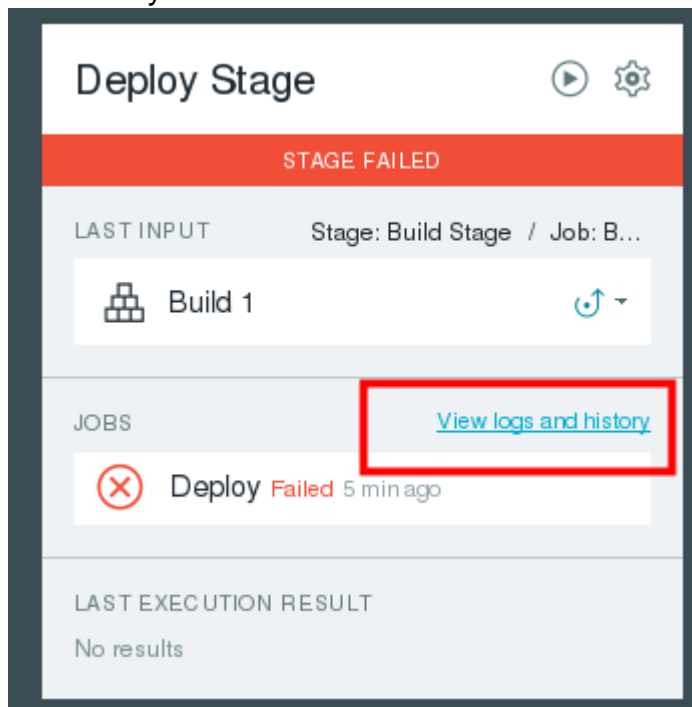 Deploy Stage
STAGE FAILED
LAST INPUT Stage: Build Stage / Job: B...
Build 1
JOBS View logs and history
Deploy Failed 5 min ago
LAST EXECUTION RESULT
No results